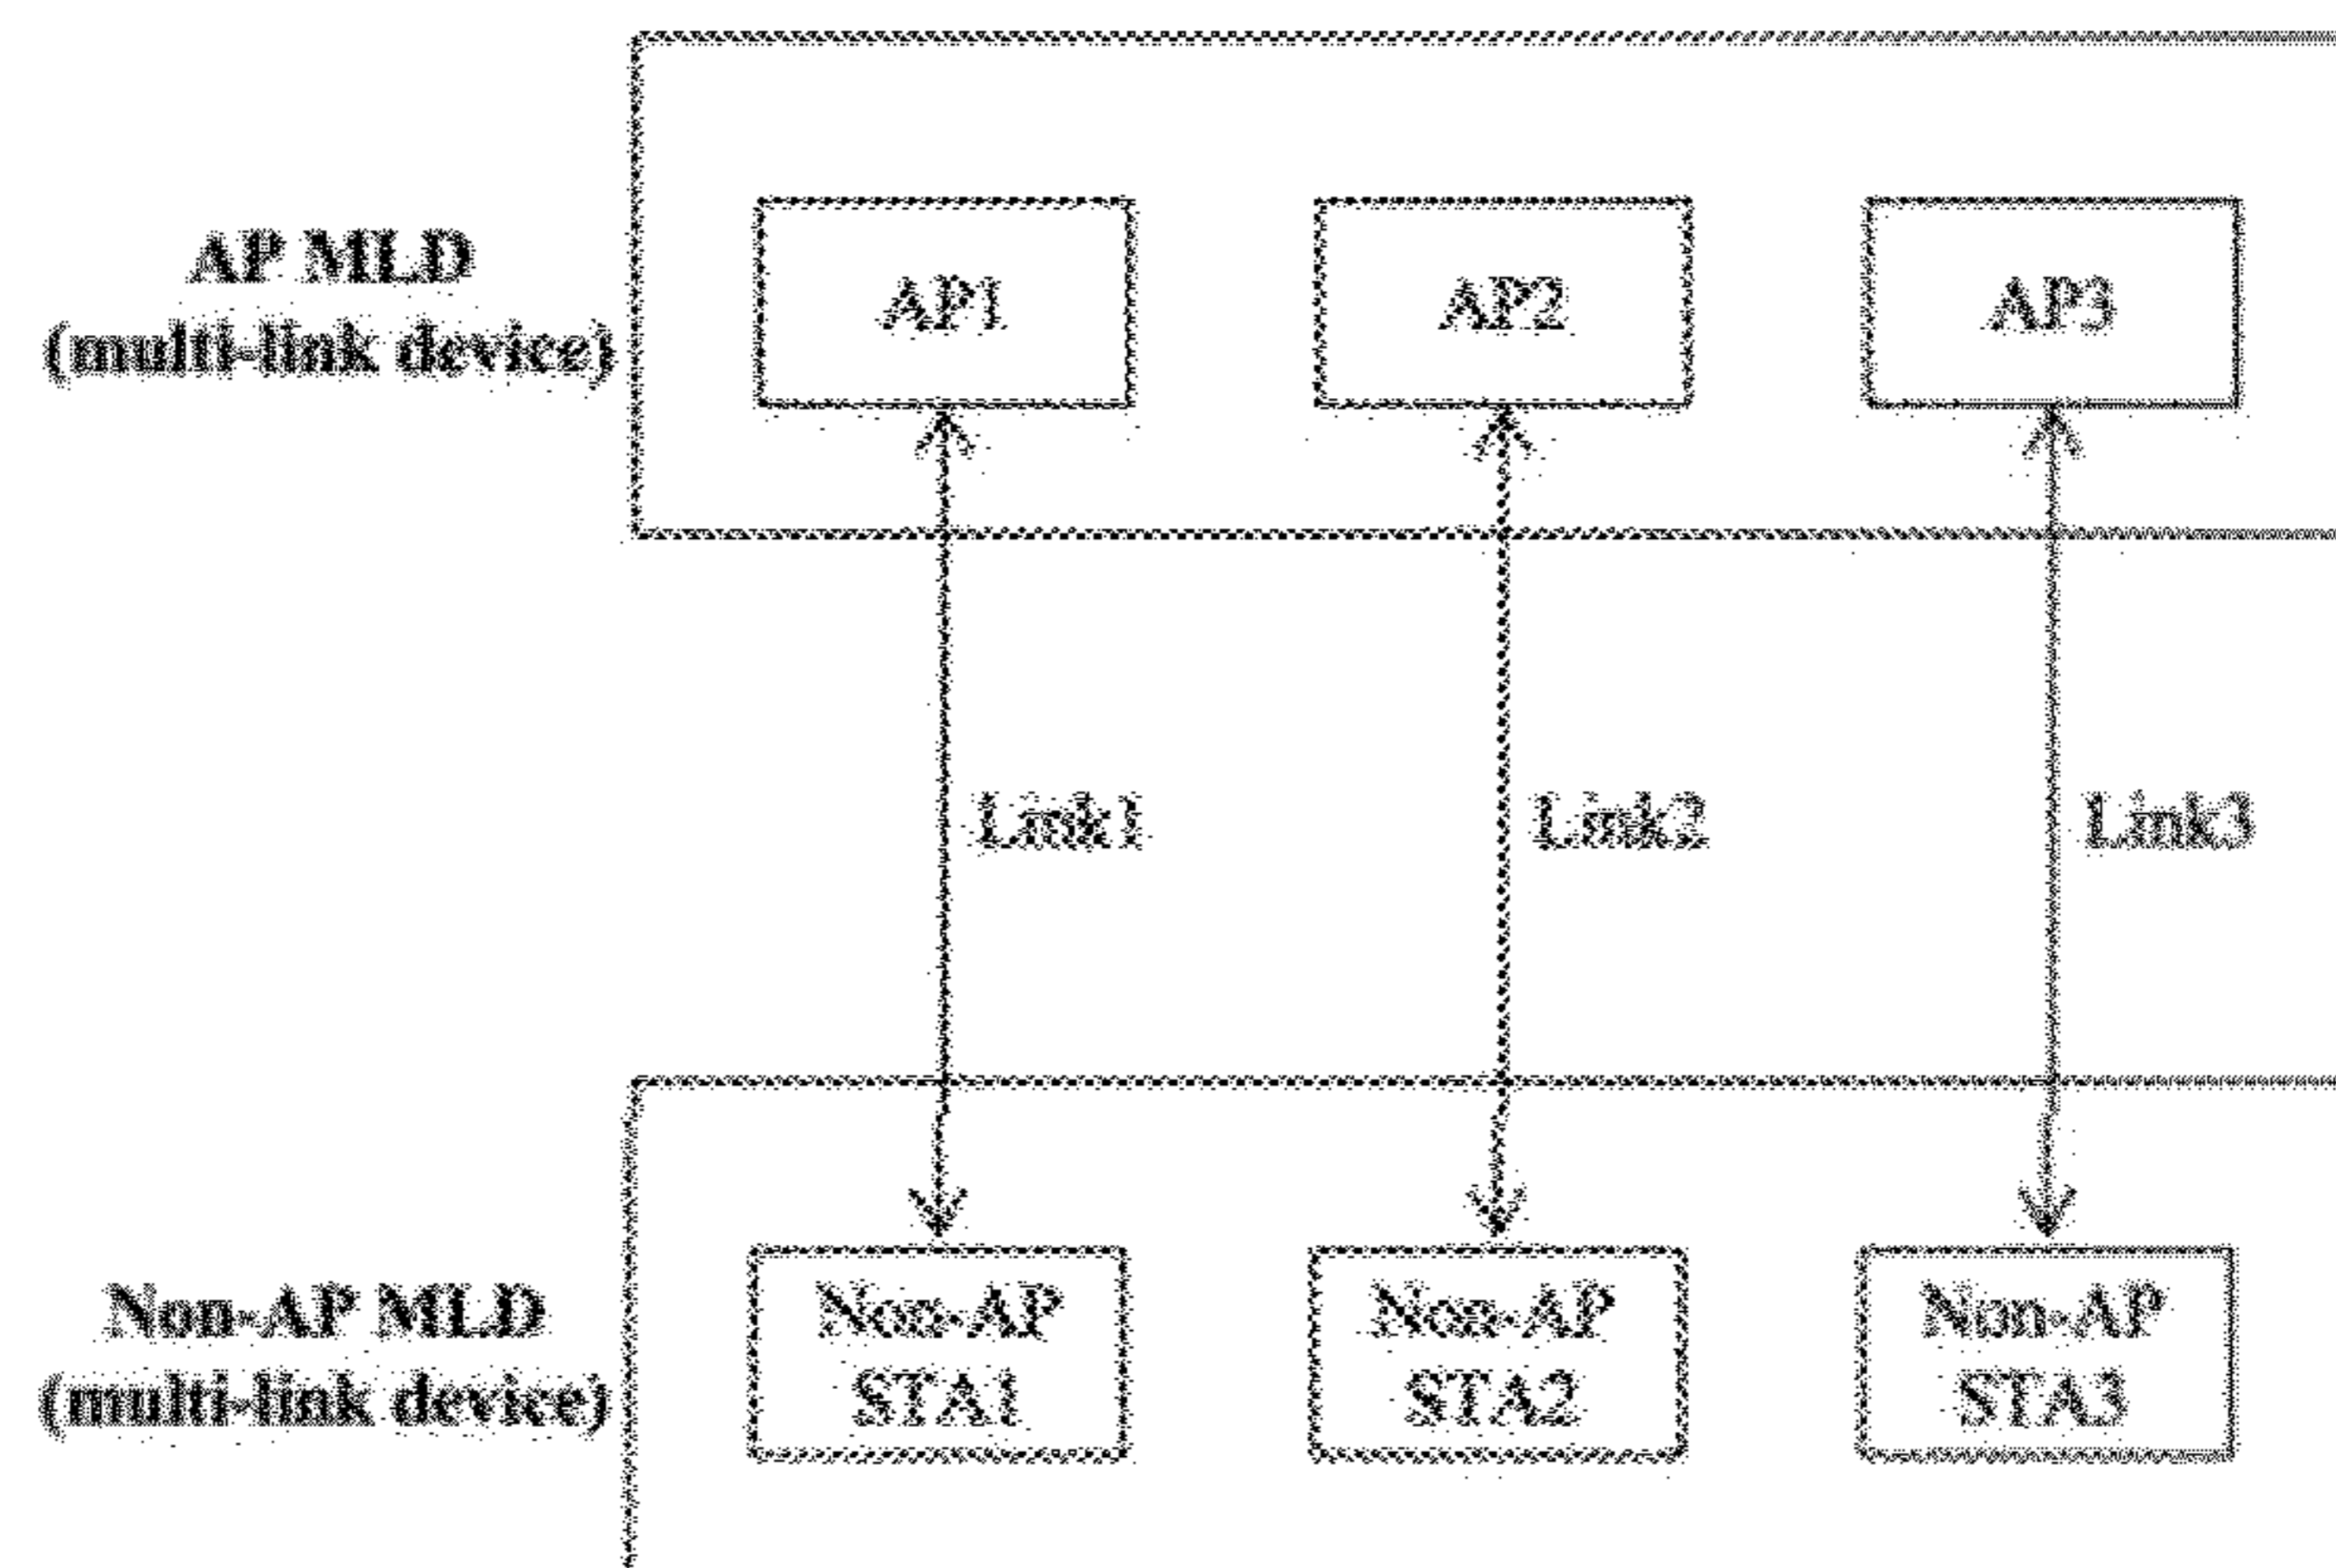 AP MLD
(multi-link device)
AP1
AP2
AP3
Link1
Link2
Link3
Non-AP MLD
(multi-link device)
Non-AP
STA1
Non-AP
STA2
Non-AP
STA3